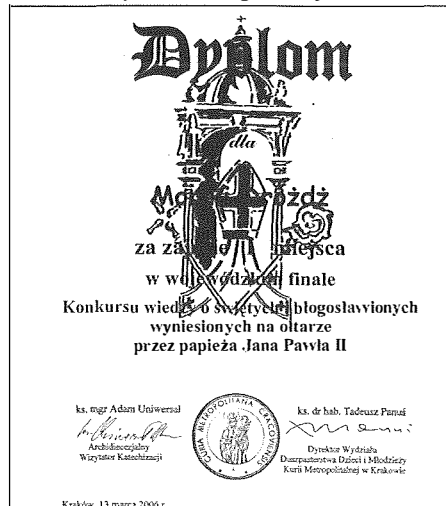 Dyplom
dla
za miejsca
w wojewódzkim finale
Konkursu wiedzy o świętych i błogosławionych
wyniesionych na ołtarze
przez papieża Jana Pawła II
ks. mgr Adam Uniwersał
Archidiecezjalny
Wizytator Katechizacji
ks. dr hab. Tadeusz Panuś
Dyrektor Wydziału
Duszpasterstwa Dzieci i Młodzieży
Kurii Metropolitalnej w Krakowie
CURIA METROPOLITANA CRACOVIENSIS
Kraków, 13 marca 2006 r.